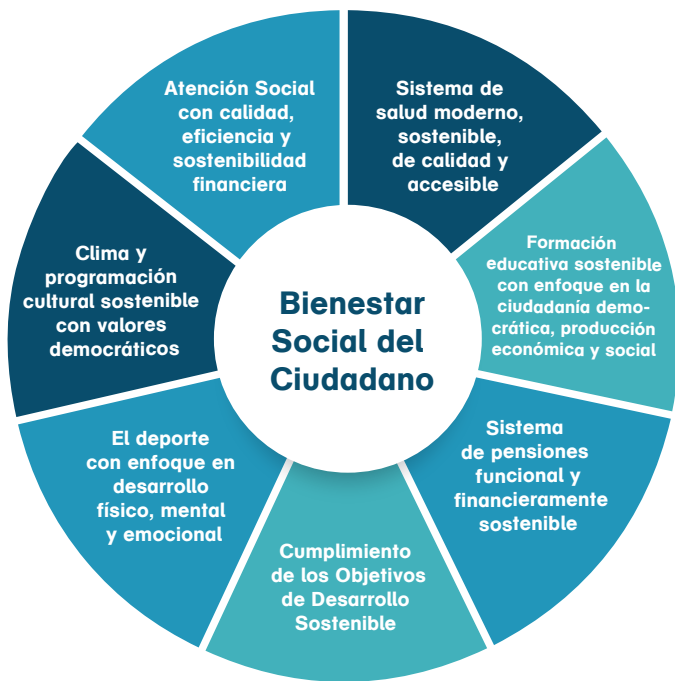 Bienestar
Social del
Ciudadano
Sistema de
salud moderno,
sostenible,
de calidad y
accesible
Formación
educativa sostenible
con enfoque en la
ciudadanía demo-
crática, producción
económica y social
Sistema
de pensiones
funcional y
financieramente
sostenible
Cumplimiento
de los Objetivos
de Desarrollo
Sostenible
El deporte
con enfoque en
desarrollo
físico, mental
y emocional
Clima y
programación
cultural sostenible
con valores
democráticos
Atención Social
con calidad,
eficiencia y
sostenibilidad
financiera